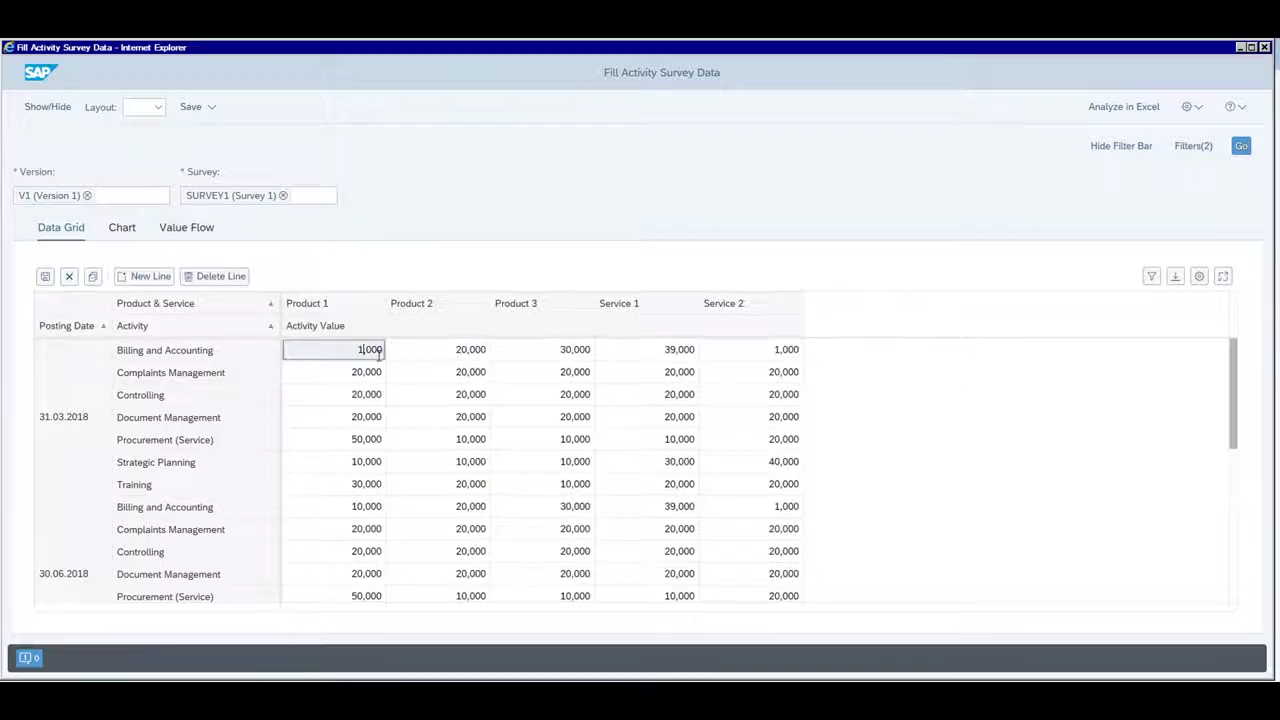 Fill Activity Survey Data - Internet Explorer
SAP Fill Activity Survey Data
Show/Hide Layout: Save Analyze in Excel
Hide Filter Bar Filters(2) Go
* Version: * Survey:
V1 (Version 1) SURVEY1 (Survey 1)
Data Grid Chart Value Flow
New Line Delete Line
Product & Service Product 1 Product 2 Product 3 Service 1 Service 2
Posting Date Activity Activity Value
Billing and Accounting 1,000 20,000 30,000 39,000 1,000
Complaints Management 20,000 20,000 20,000 20,000 20,000
Controlling 20,000 20,000 20,000 20,000 20,000
31.03.2018 Document Management 20,000 20,000 20,000 20,000 20,000
Procurement (Service) 50,000 10,000 10,000 10,000 20,000
Strategic Planning 10,000 10,000 10,000 30,000 40,000
Training 30,000 20,000 10,000 20,000 20,000
Billing and Accounting 10,000 20,000 30,000 39,000 1,000
Complaints Management 20,000 20,000 20,000 20,000 20,000
Controlling 20,000 20,000 20,000 20,000 20,000
30.06.2018 Document Management 20,000 20,000 20,000 20,000 20,000
Procurement (Service) 50,000 10,000 10,000 10,000 20,000
0